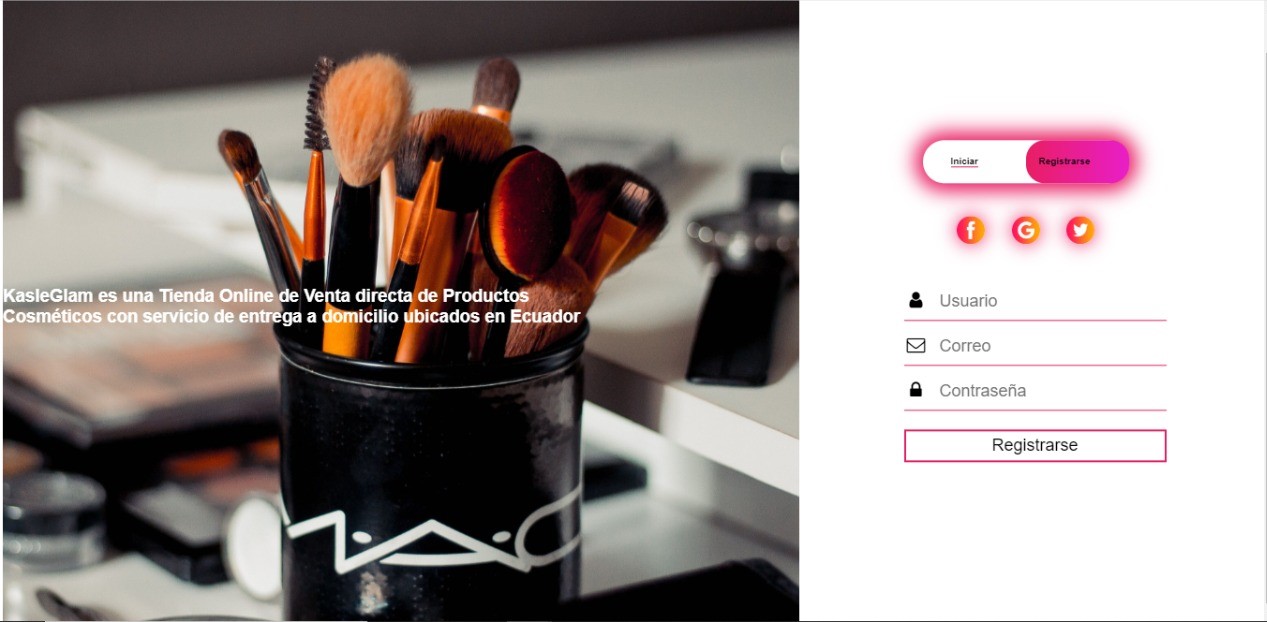 KasleGlam es una Tienda Online de Venta directa de Productos
Cosméticos con servicio de entrega a domicilio ubicados en Ecuador
MAC
Iniciar
Registrarse
Usuario
Correo
Contraseña
Registrarse